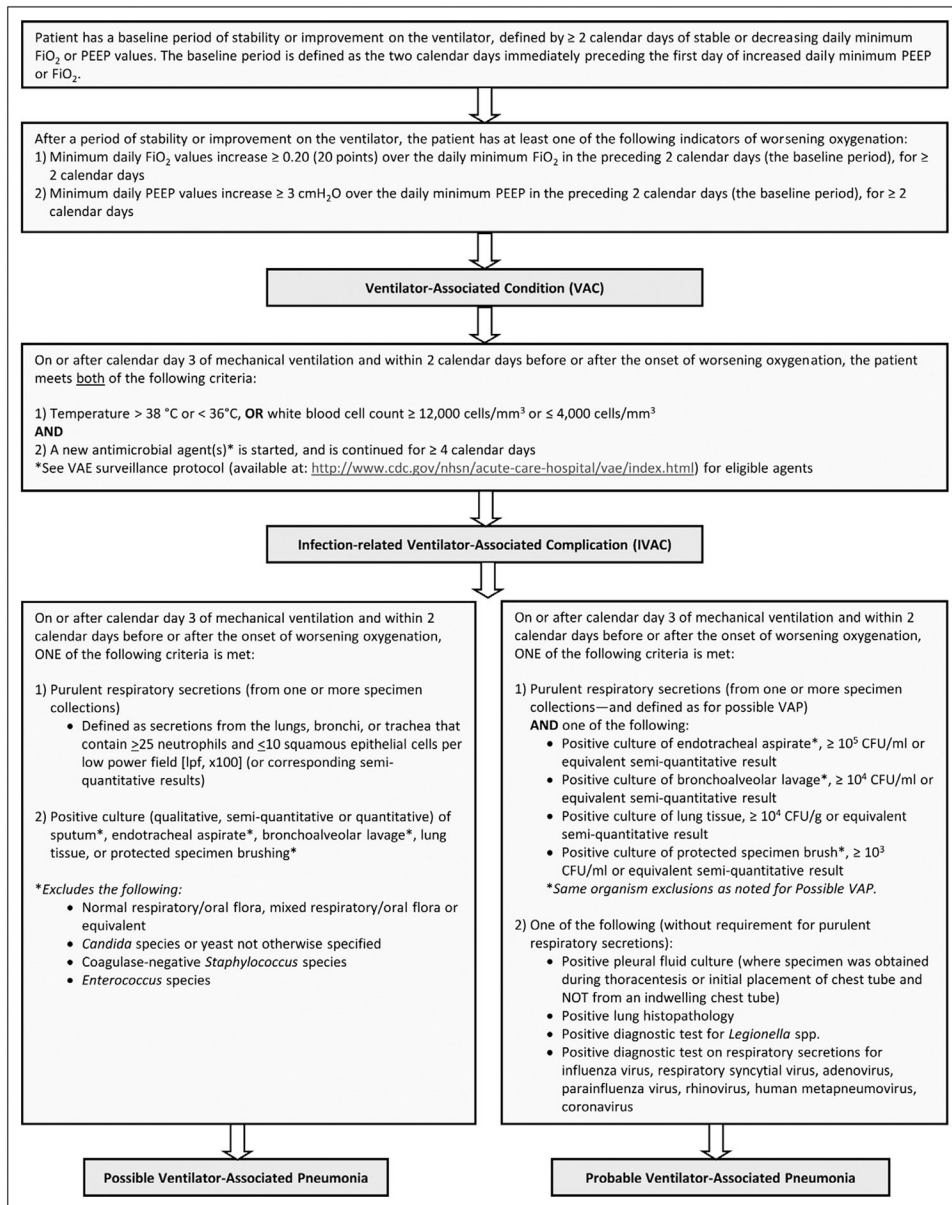 Patient has a baseline period of stability or improvement on the ventilator, defined by ≥ 2 calendar days of stable or decreasing daily minimum
FiO₂ or PEEP values. The baseline period is defined as the two calendar days immediately preceding the first day of increased daily minimum PEEP
or FiO₂.
After a period of stability or improvement on the ventilator, the patient has at least one of the following indicators of worsening oxygenation:
1) Minimum daily FiO₂ values increase ≥ 0.20 (20 points) over the daily minimum FiO₂ in the preceding 2 calendar days (the baseline period), for ≥
2 calendar days
2) Minimum daily PEEP values increase ≥ 3 cmH₂O over the daily minimum PEEP in the preceding 2 calendar days (the baseline period), for ≥ 2
calendar days
Ventilator-Associated Condition (VAC)
On or after calendar day 3 of mechanical ventilation and within 2 calendar days before or after the onset of worsening oxygenation, the patient
meets both of the following criteria:
1) Temperature > 38 °C or < 36°C, OR white blood cell count ≥ 12,000 cells/mm³ or ≤ 4,000 cells/mm³
AND
2) A new antimicrobial agent(s)* is started, and is continued for ≥ 4 calendar days
*See VAE surveillance protocol (available at: http://www.cdc.gov/nhsn/acute-care-hospital/vae/index.html) for eligible agents
Infection-related Ventilator-Associated Complication (IVAC)
On or after calendar day 3 of mechanical ventilation and within 2
calendar days before or after the onset of worsening oxygenation,
ONE of the following criteria is met:
1) Purulent respiratory secretions (from one or more specimen
collections)
• Defined as secretions from the lungs, bronchi, or trachea that
contain ≥25 neutrophils and ≤10 squamous epithelial cells per
low power field [lpf, x100] (or corresponding semi-
quantitative results)
2) Positive culture (qualitative, semi-quantitative or quantitative) of
sputum*, endotracheal aspirate*, bronchoalveolar lavage*, lung
tissue, or protected specimen brushing*
*Excludes the following:
• Normal respiratory/oral flora, mixed respiratory/oral flora or
equivalent
• Candida species or yeast not otherwise specified
• Coagulase-negative Staphylococcus species
• Enterococcus species
Possible Ventilator-Associated Pneumonia
On or after calendar day 3 of mechanical ventilation and within 2
calendar days before or after the onset of worsening oxygenation,
ONE of the following criteria is met:
1) Purulent respiratory secretions (from one or more specimen
collections—and defined as for possible VAP)
AND one of the following:
• Positive culture of endotracheal aspirate*, ≥ 10⁵ CFU/ml or
equivalent semi-quantitative result
• Positive culture of bronchoalveolar lavage*, ≥ 10⁴ CFU/ml or
equivalent semi-quantitative result
• Positive culture of lung tissue, ≥ 10⁴ CFU/g or equivalent
semi-quantitative result
• Positive culture of protected specimen brush*, ≥ 10³
CFU/ml or equivalent semi-quantitative result
*Same organism exclusions as noted for Possible VAP.
2) One of the following (without requirement for purulent
respiratory secretions):
• Positive pleural fluid culture (where specimen was obtained
during thoracentesis or initial placement of chest tube and
NOT from an indwelling chest tube)
• Positive lung histopathology
• Positive diagnostic test for Legionella spp.
• Positive diagnostic test on respiratory secretions for
influenza virus, respiratory syncytial virus, adenovirus,
parainfluenza virus, rhinovirus, human metapneumovirus,
coronavirus
Probable Ventilator-Associated Pneumonia